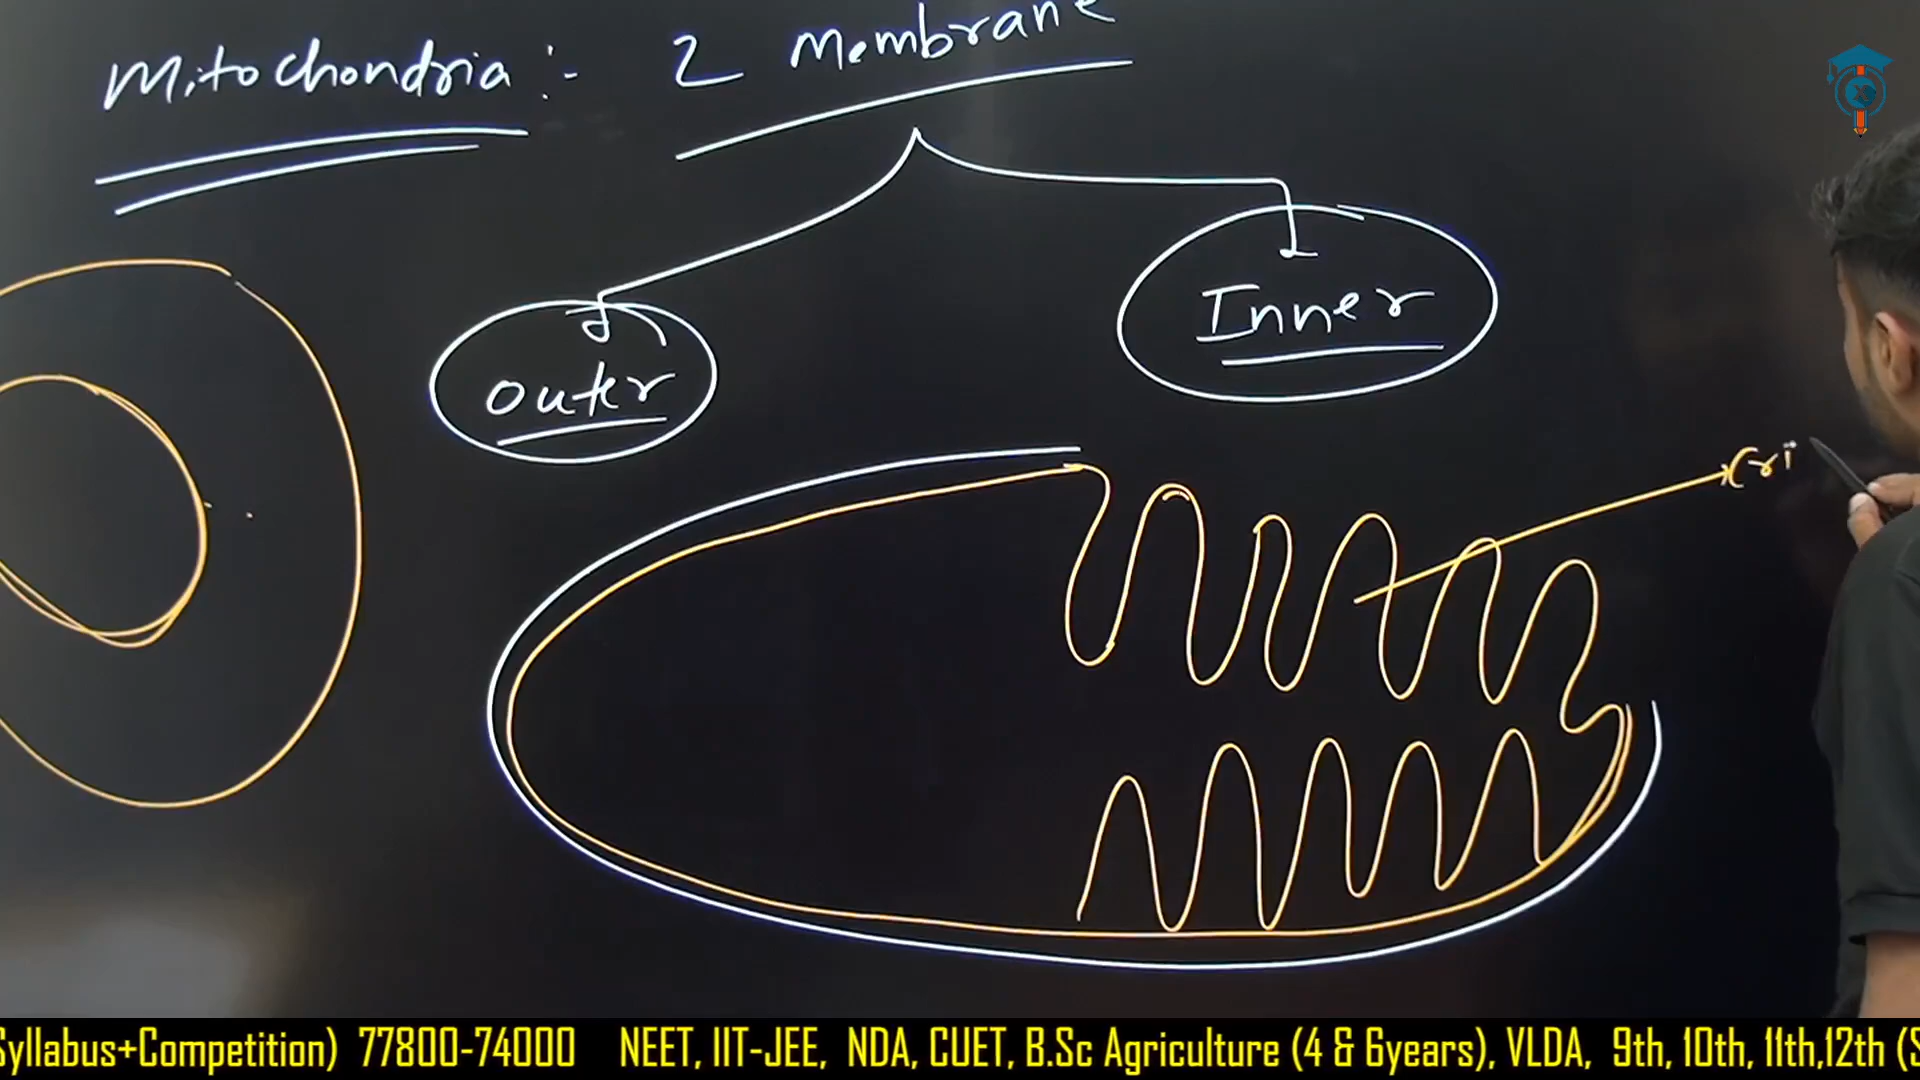 Mitochondria :- 2 Membrane
Outer
Inner
Cri
Syllabus+Competition) 77800-74000 NEET, IIT-JEE, NDA, CUET, B.Sc Agriculture (4 & 6years), VLDA, 9th, 10th, 11th,12th (S